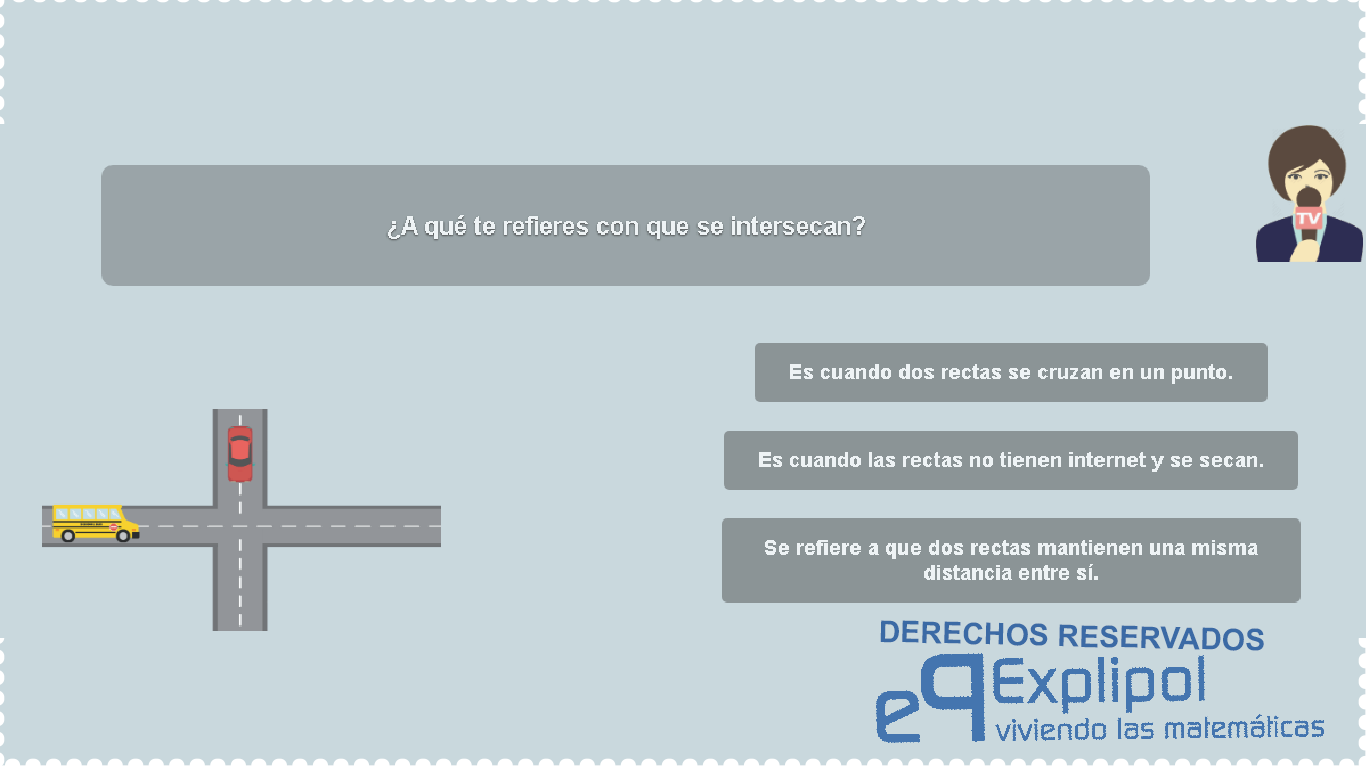 ¿A qué te refieres con que se intersecan?
TV
Es cuando dos rectas se cruzan en un punto.
Es cuando las rectas no tienen internet y se secan.
Se refiere a que dos rectas mantienen una misma
distancia entre sí.
DERECHOS RESERVADOS
eP Explipol
viviendo las matemáticas